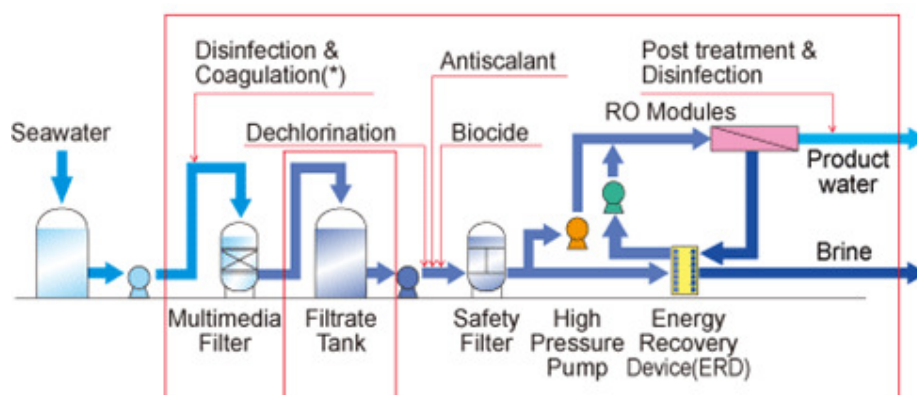 Disinfection &
Coagulation(*)
Antiscalant
Post treatment &
Disinfection
RO Modules
Seawater
Dechlorination
Biocide
Product
water
Brine
Multimedia
Filter
Filtrate
Tank
Safety
Filter
High
Pressure
Pump
Energy
Recovery
Device(ERD)